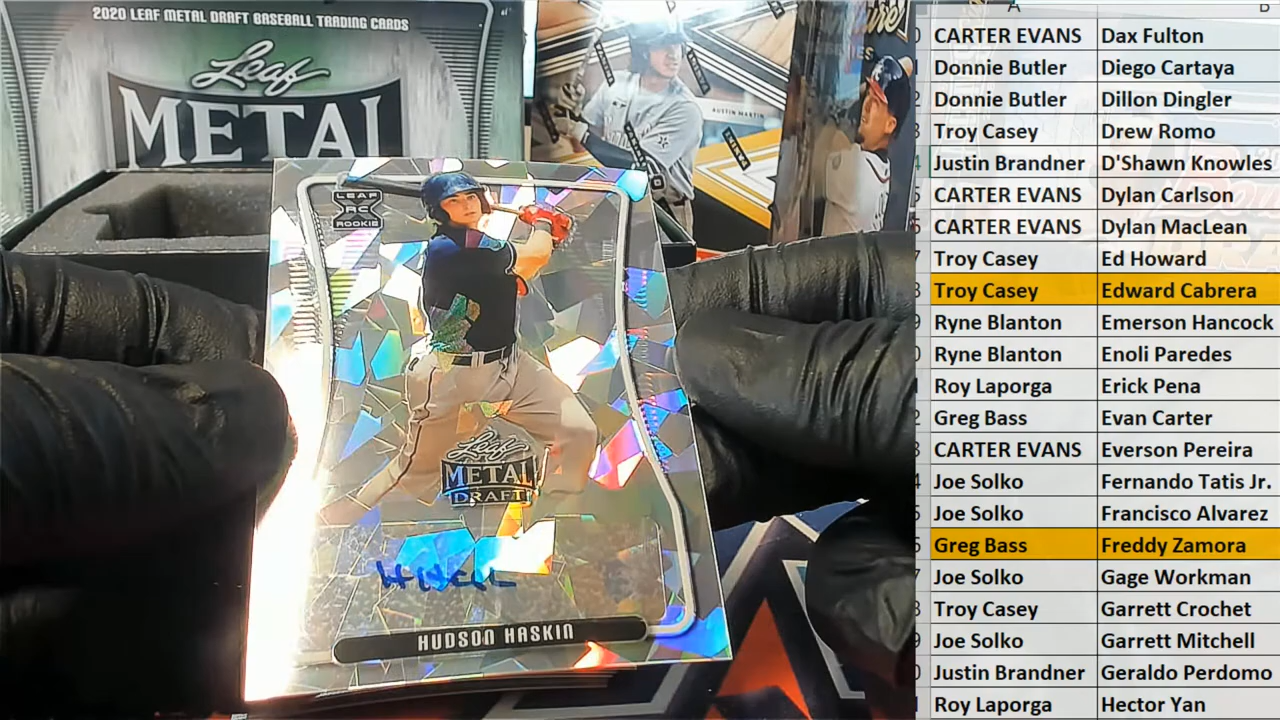 2020 LEAF METAL DRAFT BASEBALL TRADING CARDS
Leaf
METAL
AUSTIN MARTIN
LEAF
RC
ROOKIE
Leaf
METAL
DRAFT
HUDSON HASKIN
A B
CARTER EVANS Dax Fulton
Donnie Butler Diego Cartaya
Donnie Butler Dillon Dingler
Troy Casey Drew Romo
Justin Brandner D'Shawn Knowles
CARTER EVANS Dylan Carlson
CARTER EVANS Dylan MacLean
Troy Casey Ed Howard
Troy Casey Edward Cabrera
Ryne Blanton Emerson Hancock
Ryne Blanton Enoli Paredes
Roy Laporga Erick Pena
Greg Bass Evan Carter
CARTER EVANS Everson Pereira
Joe Solko Fernando Tatis Jr.
Joe Solko Francisco Alvarez
Greg Bass Freddy Zamora
Joe Solko Gage Workman
Troy Casey Garrett Crochet
Joe Solko Garrett Mitchell
Justin Brandner Geraldo Perdomo
Roy Laporga Hector Yan